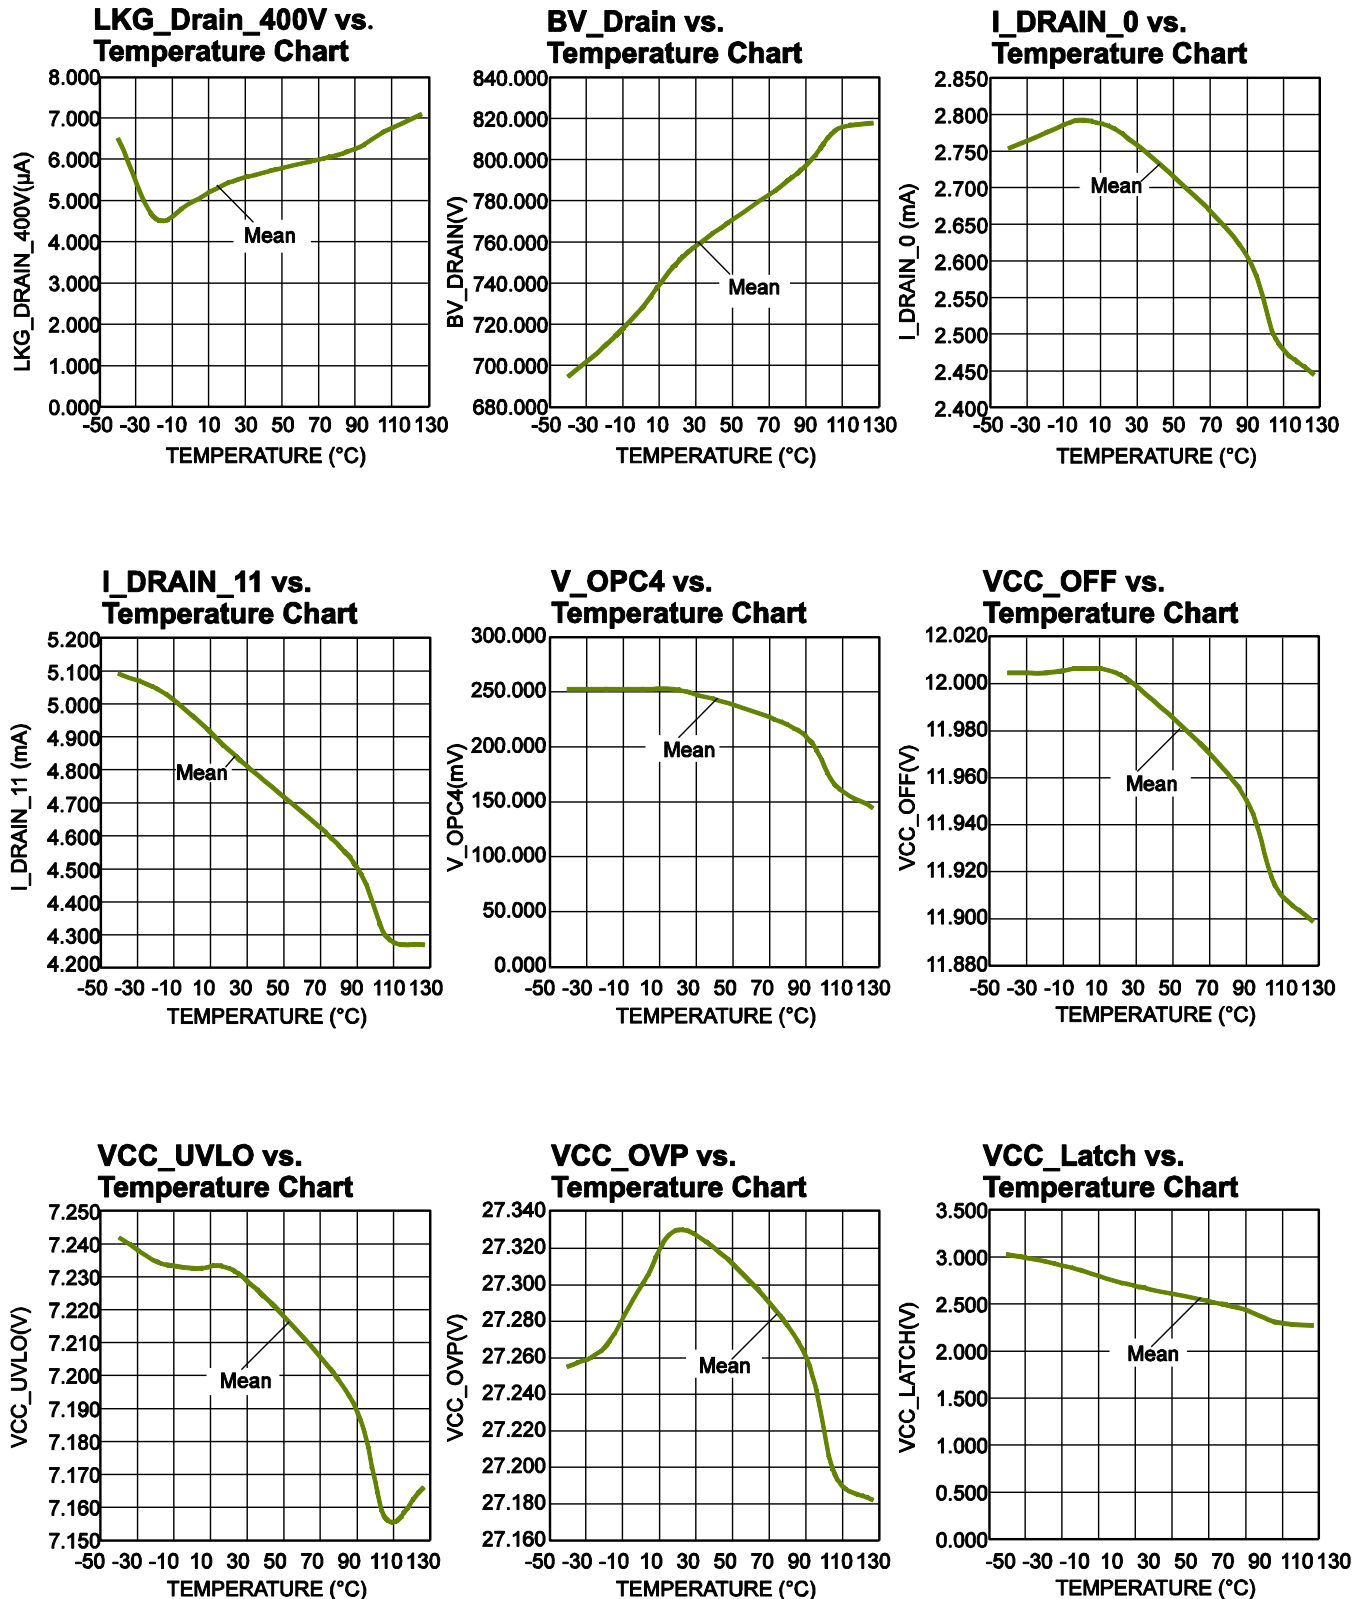 LKG_Drain_400V vs.
Temperature Chart
LKG_DRAIN_400V(µA)
8.000
7.000
6.000
5.000
4.000
3.000
2.000
1.000
0.000
Mean
-50 -30 -10 10 30 50 70 90 110 130
TEMPERATURE (°C)
BV_Drain vs.
Temperature Chart
BV_DRAIN(V)
840.000
820.000
800.000
780.000
760.000
740.000
720.000
700.000
680.000
Mean
-50 -30 -10 10 30 50 70 90 110 130
TEMPERATURE (°C)
I_DRAIN_0 vs.
Temperature Chart
I_DRAIN_0 (mA)
2.850
2.800
2.750
2.700
2.650
2.600
2.550
2.500
2.450
2.400
Mean
-50 -30 -10 10 30 50 70 90 110 130
TEMPERATURE (°C)
I_DRAIN_11 vs.
Temperature Chart
I_DRAIN_11 (mA)
5.200
5.100
5.000
4.900
4.800
4.700
4.600
4.500
4.400
4.300
4.200
Mean
-50 -30 -10 10 30 50 70 90 110 130
TEMPERATURE (°C)
V_OPC4 vs.
Temperature Chart
V_OPC4(mV)
300.000
250.000
200.000
150.000
100.000
50.000
0.000
Mean
-50 -30 -10 10 30 50 70 90 110 130
TEMPERATURE (°C)
VCC_OFF vs.
Temperature Chart
VCC_OFF(V)
12.020
12.000
11.980
11.960
11.940
11.920
11.900
11.880
Mean
-50 -30 -10 10 30 50 70 90 110 130
TEMPERATURE (°C)
VCC_UVLO vs.
Temperature Chart
VCC_UVLO(V)
7.250
7.240
7.230
7.220
7.210
7.200
7.190
7.180
7.170
7.160
7.150
Mean
-50 -30 -10 10 30 50 70 90 110 130
TEMPERATURE (°C)
VCC_OVP vs.
Temperature Chart
VCC_OVP(V)
27.340
27.320
27.300
27.280
27.260
27.240
27.220
27.200
27.180
27.160
Mean
-50 -30 -10 10 30 50 70 90 110 130
TEMPERATURE (°C)
VCC_Latch vs.
Temperature Chart
VCC_LATCH(V)
3.500
3.000
2.500
2.000
1.500
1.000
0.500
0.000
Mean
-50 -30 -10 10 30 50 70 90 110 130
TEMPERATURE (°C)